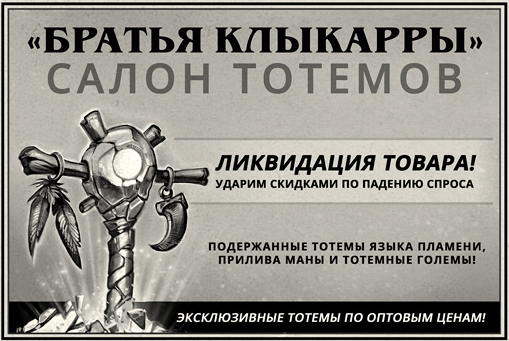 «БРАТЬЯ КЛЫКАРРЫ»
САЛОН ТОТЕМОВ
ЛИКВИДАЦИЯ ТОВАРА!
УДАРИМ СКИДКАМИ ПО ПАДЕНИЮ СПРОСА
ПОДЕРЖАННЫЕ ТОТЕМЫ ЯЗЫКА ПЛАМЕНИ,
ПРИЛИВА МАНЫ И ТОТЕМНЫЕ ГОЛЕМЫ!
ЭКСКЛЮЗИВНЫЕ ТОТЕМЫ ПО ОПТОВЫМ ЦЕНАМ!